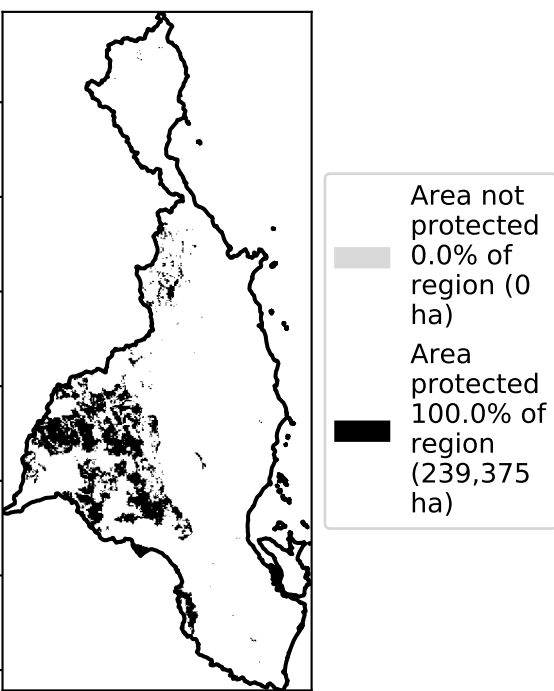 Area not
protected
0.0% of
region (0
ha)
Area
protected
100.0% of
region
(239,375
ha)